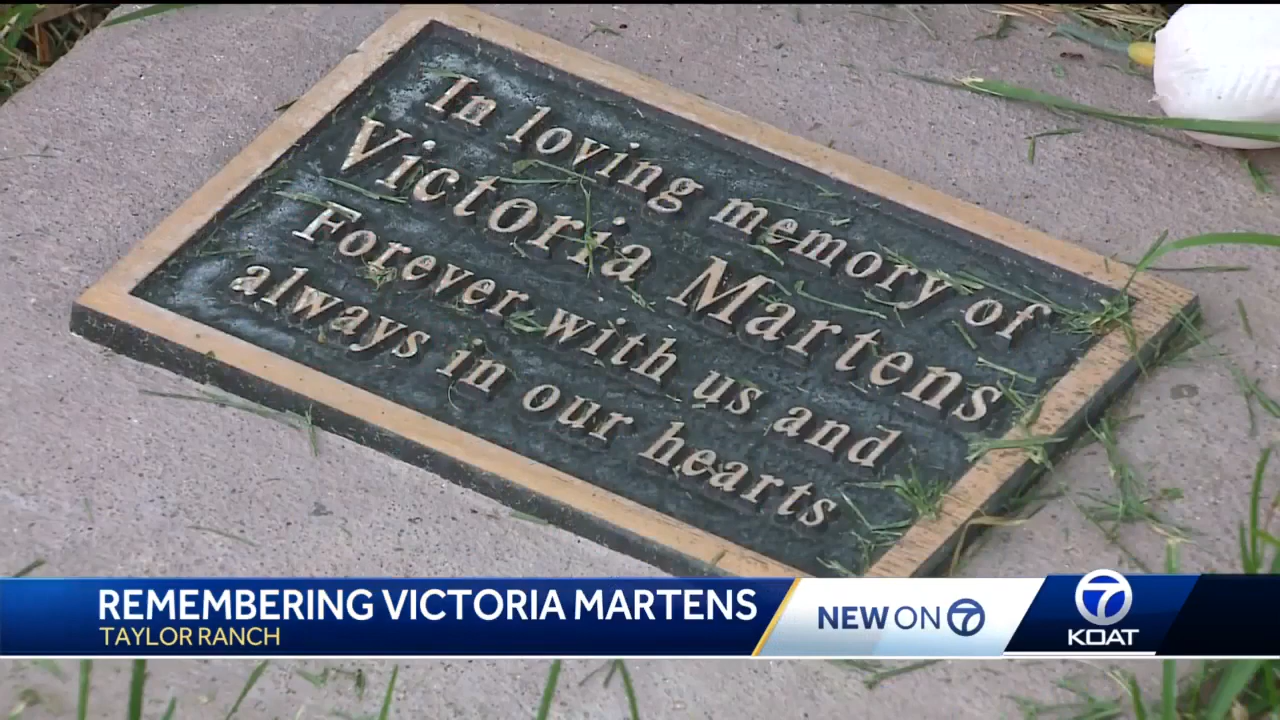 In loving memory of
Victoria Martens
Forever with us and
always in our hearts
REMEMBERING VICTORIA MARTENS
TAYLOR RANCH
NEW ON 7
7
KOAT